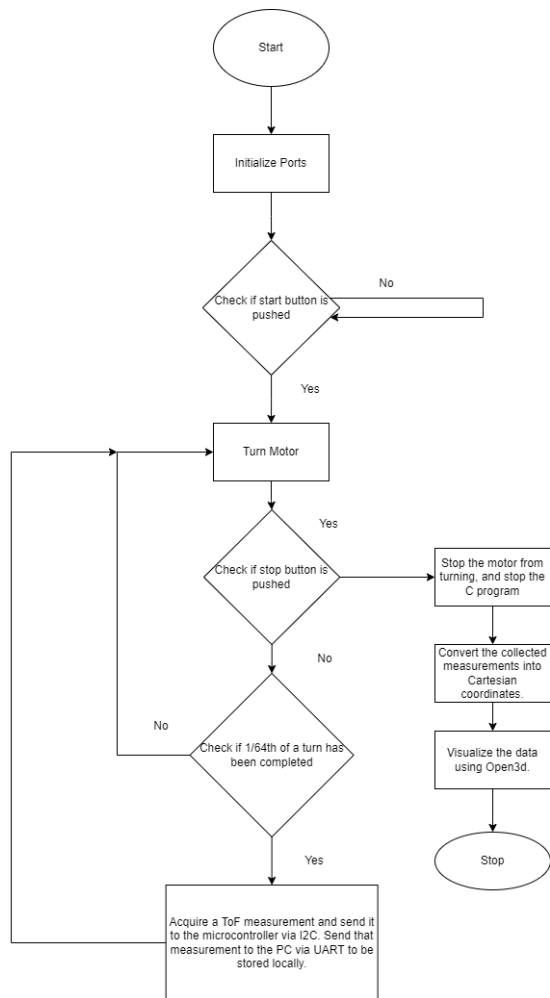 Start
Initialize Ports
Check if start button is
pushed
No
Yes
Turn Motor
Yes
Check if stop button is
pushed
Stop the motor from
turning, and stop the
C program
No
Convert the collected
measurements into
Cartesian
coordinates.
No
Check if 1/64th of a turn has
been completed
Visualize the data
using Open3d.
Stop
Yes
Acquire a ToF measurement and send it
to the microcontroller via I2C. Send that
measurement to the PC via UART to be
stored locally.